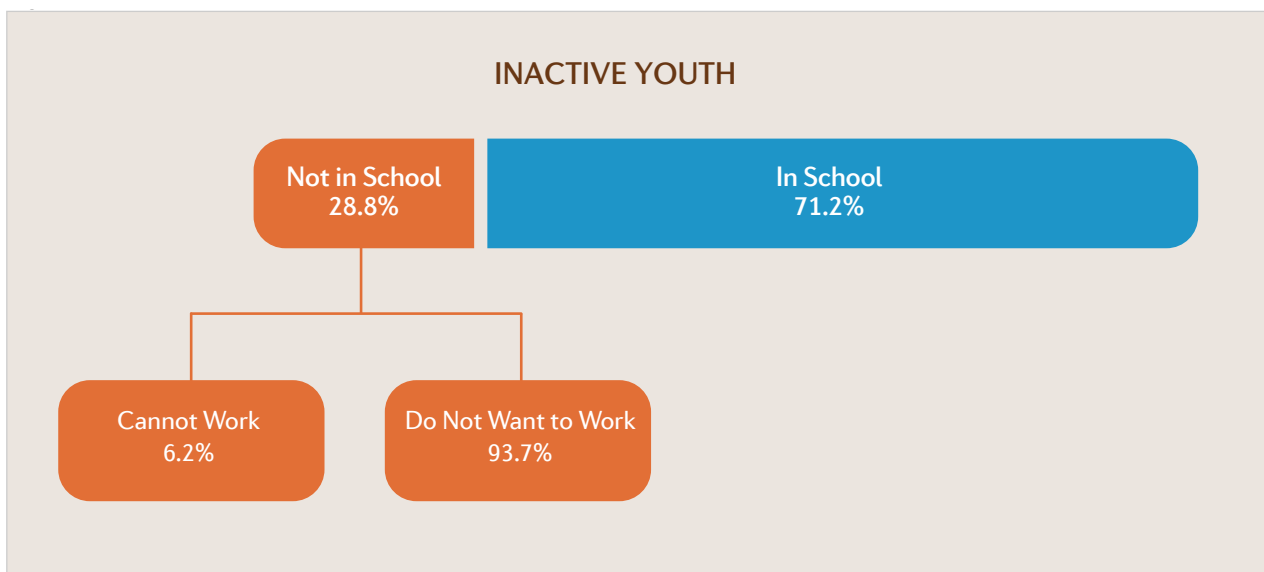 INACTIVE YOUTH
Not in School
28.8%
In School
71.2%
Cannot Work
6.2%
Do Not Want to Work
93.7%